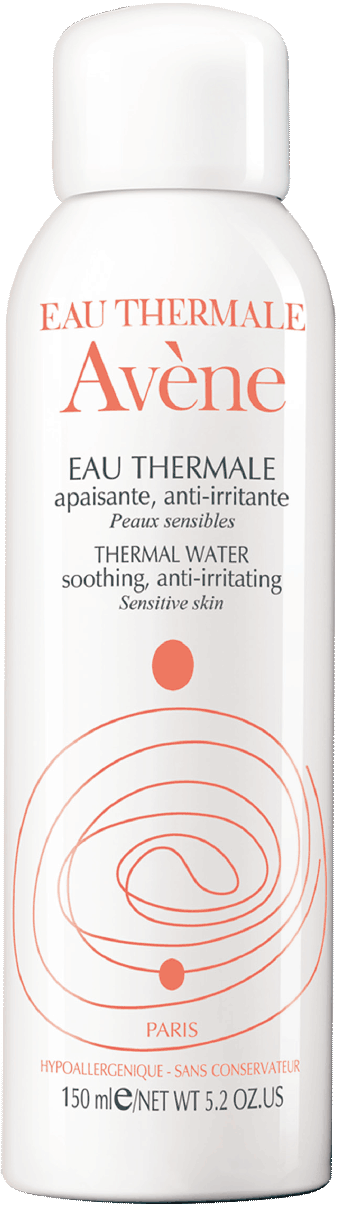 EAU THERMALE
Avène
EAU THERMALE
apaisante, anti-irritante
Peaux sensibles
THERMAL WATER
soothing, anti-irritating
Sensitive skin
PARIS
HYPOALLERGENIQUE - SANS CONSERVATEUR
150 ml℮/NET WT 5.2 OZ.US